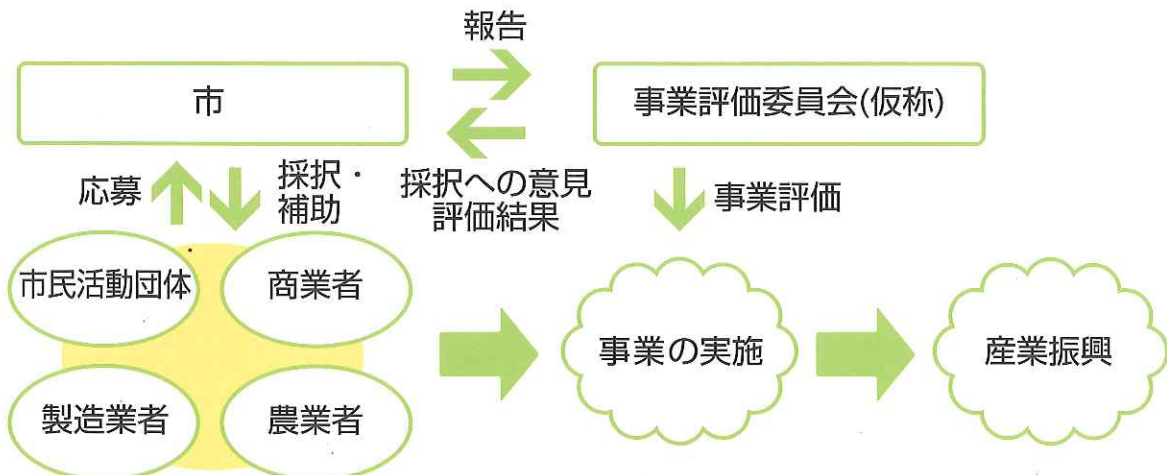 報告
市
事業評価委員会(仮称)
応募
採択・
補助
採択への意見
評価結果
事業評価
市民活動団体
商業者
製造業者
農業者
事業の実施
産業振興